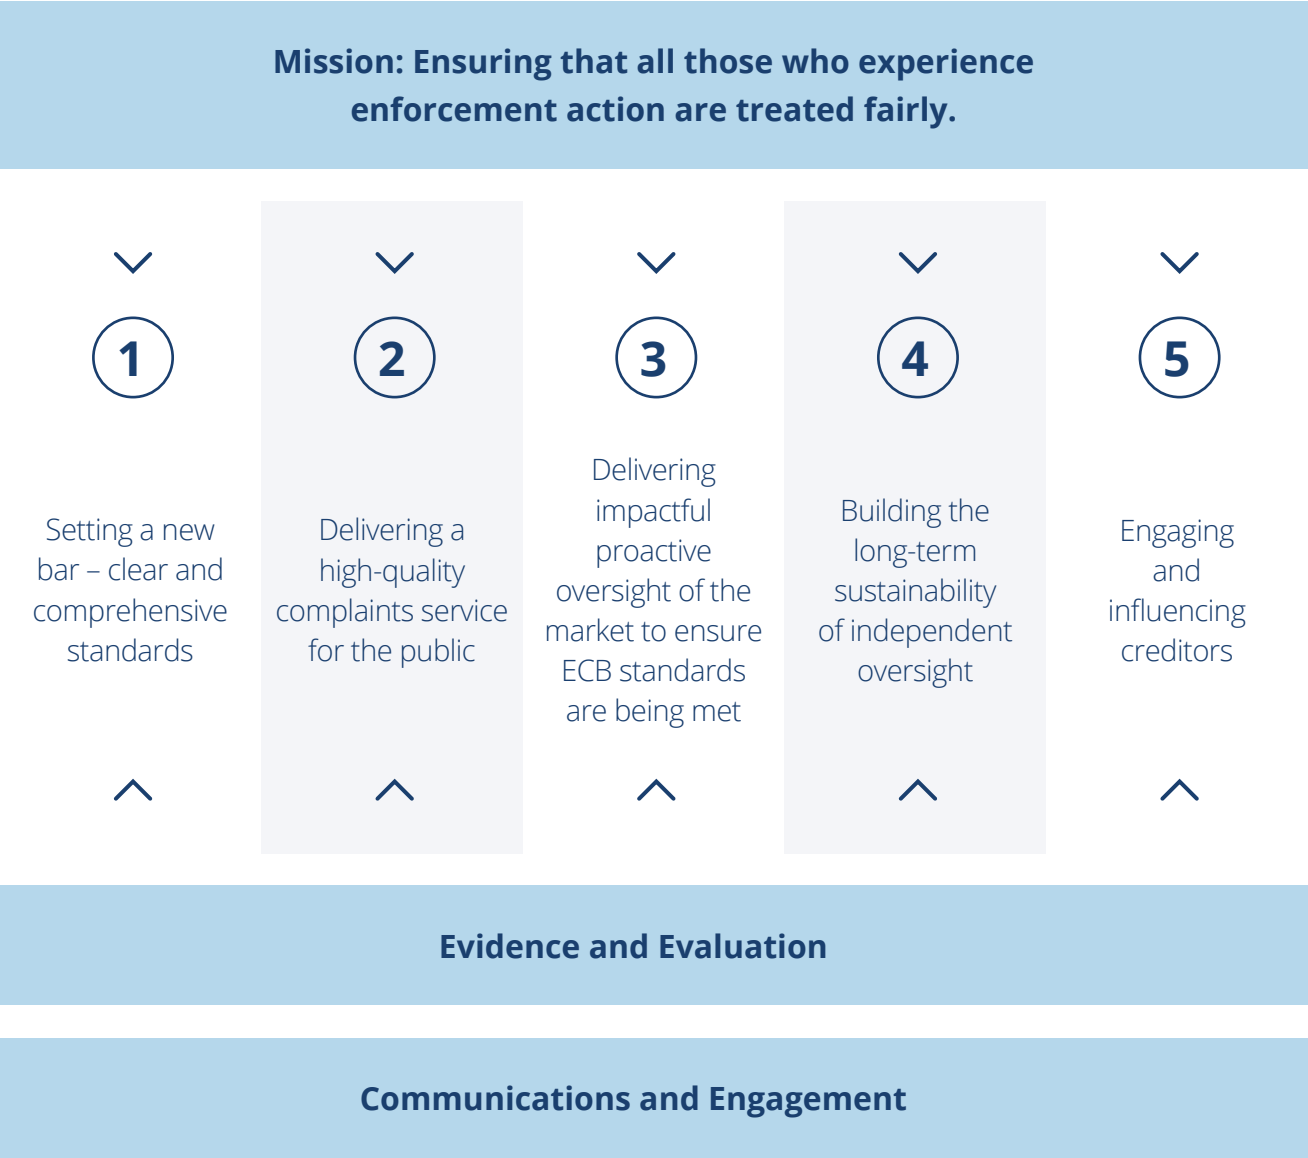 Mission: Ensuring that all those who experience
enforcement action are treated fairly.
1
Setting a new
bar – clear and
comprehensive
standards
2
Delivering a
high-quality
complaints service
for the public
3
Delivering
impactful
proactive
oversight of the
market to ensure
ECB standards
are being met
4
Building the
long-term
sustainability
of independent
oversight
5
Engaging
and
influencing
creditors
Evidence and Evaluation
Communications and Engagement